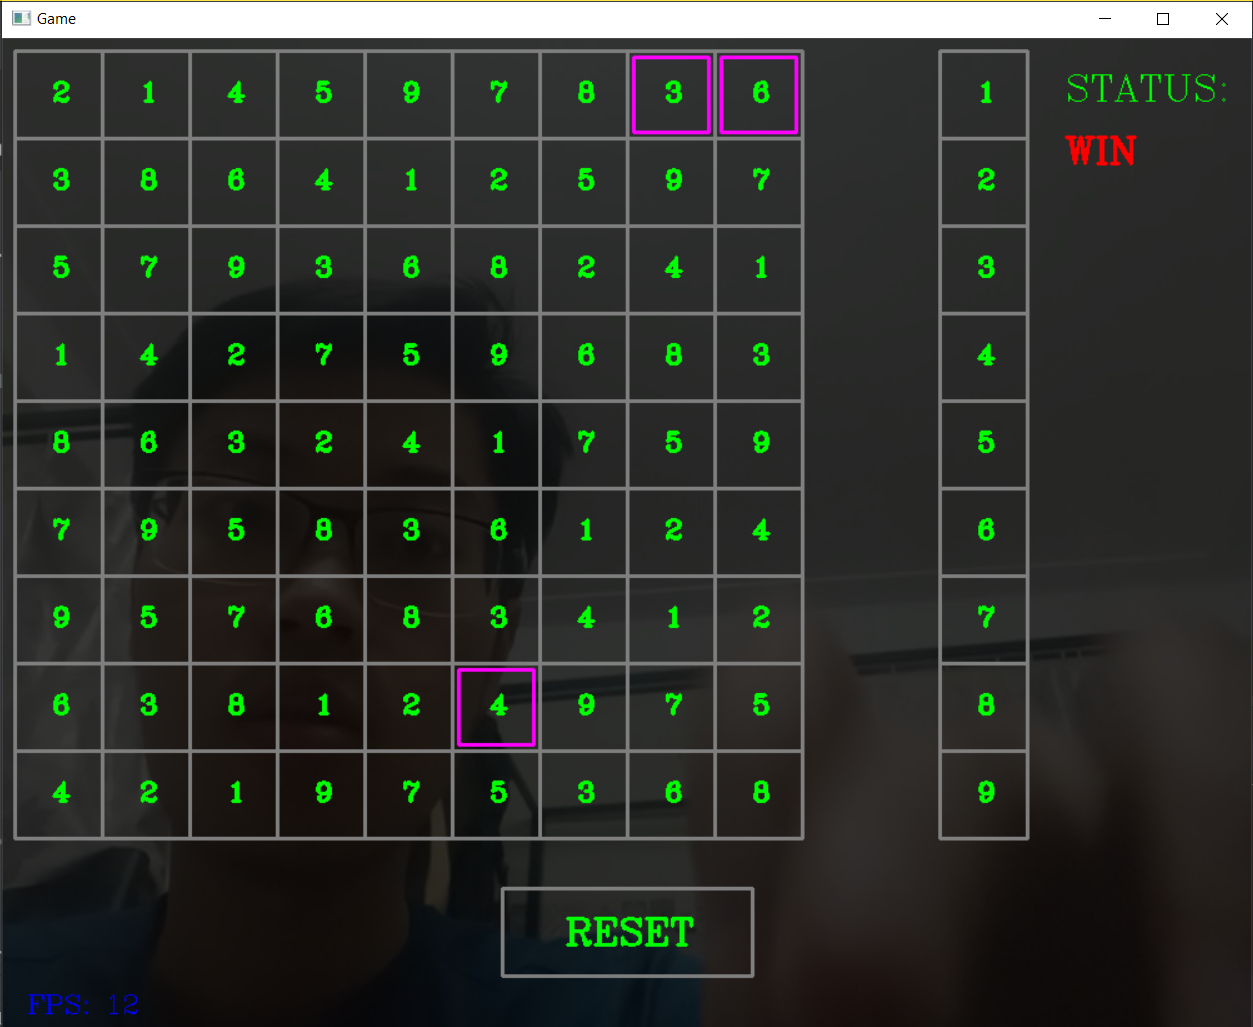 Game
2 1 4 5 9 7 8 3 6 1 STATUS:
WIN
3 8 6 4 1 2 5 9 7 2
5 7 9 3 6 8 2 4 1 3
1 4 2 7 5 9 6 8 3 4
8 6 3 2 4 1 7 5 9 5
7 9 5 8 3 6 1 2 4 6
9 5 7 6 8 3 4 1 2 7
6 3 8 1 2 4 9 7 5 8
4 2 1 9 7 5 3 6 8 9
RESET
FPS: 12